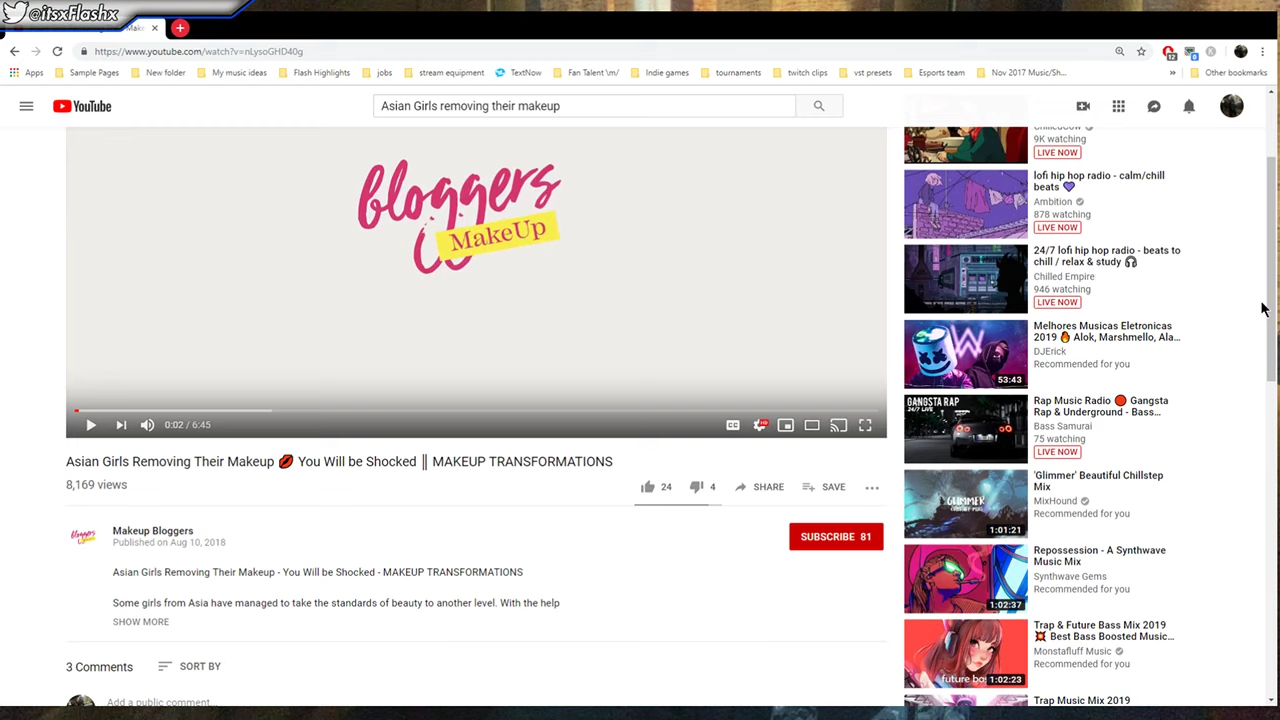 @itsxFlashx
https://www.youtube.com/watch?v=nLysoGHD40g
Apps Sample Pages New folder My music ideas Flash Highlights jobs stream equipment TextNow Fan Talent \m/ Indie games tournaments twitch clips vst presets Esports team Nov 2017 Music/Sh... » Other bookmarks
YouTube
Asian Girls removing their makeup
bloggers
MakeUp
0:02 / 6:45
CC
HD
Asian Girls Removing Their Makeup 💋 You Will be Shocked ║ MAKEUP TRANSFORMATIONS
8,169 views
24 4 SHARE SAVE
bloggers
Makeup Bloggers
Published on Aug 10, 2018
SUBSCRIBE 81
Asian Girls Removing Their Makeup - You Will be Shocked - MAKEUP TRANSFORMATIONS
Some girls from Asia have managed to take the standards of beauty to another level. With the help
SHOW MORE
3 Comments SORT BY
Add a public comment
ChilledCow
9K watching
LIVE NOW
lofi hip hop radio - calm/chill
beats 💜
Ambition
878 watching
LIVE NOW
24/7 lofi hip hop radio - beats to
chill / relax & study 🎧
Chilled Empire
946 watching
LIVE NOW
53:43
Melhores Musicas Eletronicas
2019 🔥 Alok, Marshmello, Ala...
DJErick
Recommended for you
GANGSTA RAP
24/7 LIVE
Rap Music Radio 🔴 Gangsta
Rap & Underground - Bass...
Bass Samurai
75 watching
LIVE NOW
GLIMMER
1:01:21
'Glimmer' Beautiful Chillstep
Mix
MixHound
Recommended for you
1:02:37
Repossession - A Synthwave
Music Mix
Synthwave Gems
Recommended for you
future bas
1:02:23
Trap & Future Bass Mix 2019
💥 Best Bass Boosted Music...
Monstafluff Music
Recommended for you
Trap Music Mix 2019